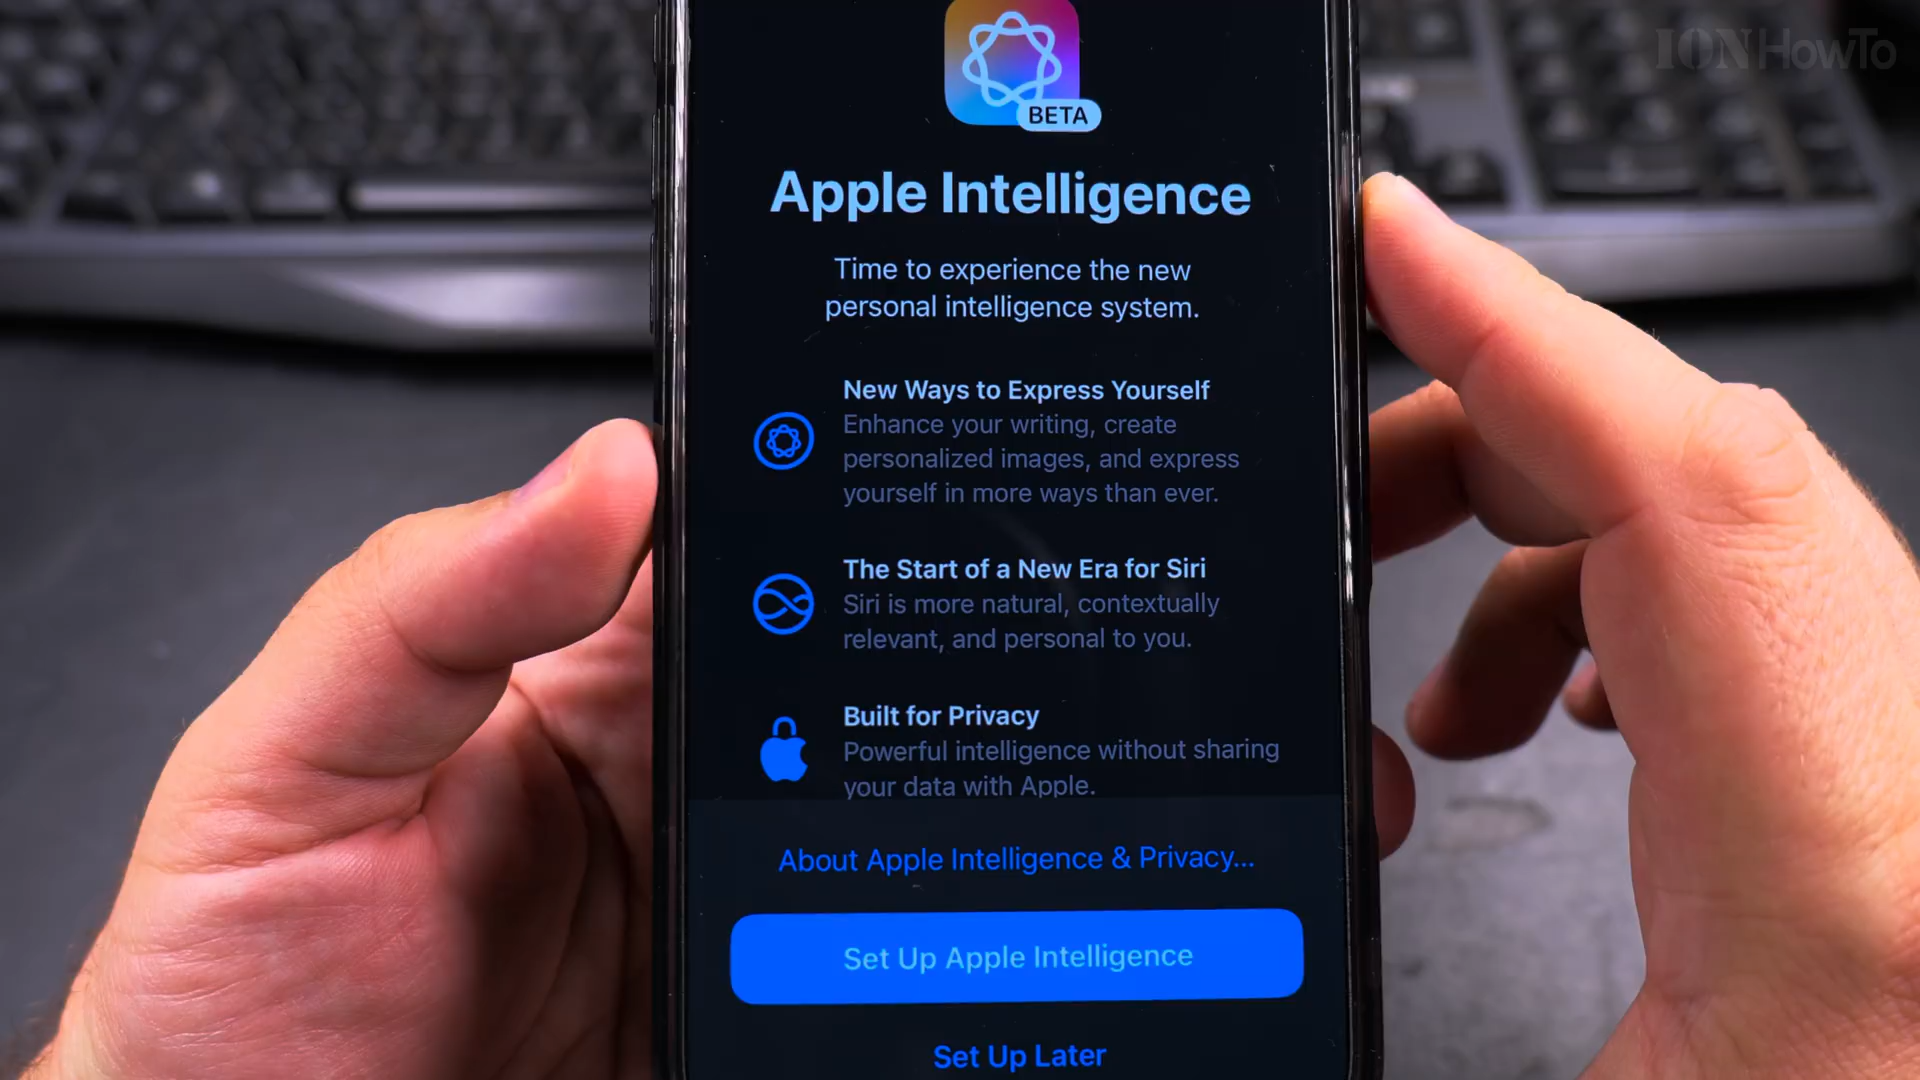 ION HowTo
BETA
Apple Intelligence
Time to experience the new
personal intelligence system.
New Ways to Express Yourself
Enhance your writing, create
personalized images, and express
yourself in more ways than ever.
The Start of a New Era for Siri
Siri is more natural, contextually
relevant, and personal to you.
Built for Privacy
Powerful intelligence without sharing
your data with Apple.
About Apple Intelligence & Privacy...
Set Up Apple Intelligence
Set Up Later